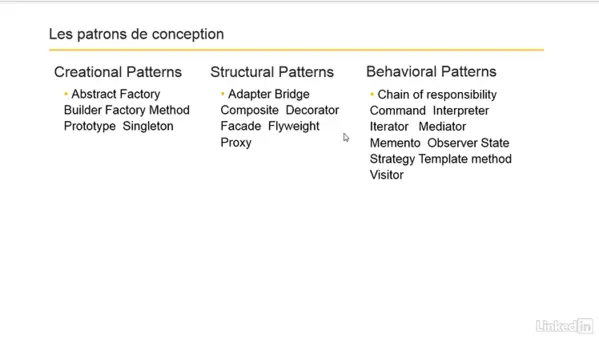 Les patrons de conception
Creational Patterns
• Abstract Factory
Builder Factory Method
Prototype Singleton
Structural Patterns
• Adapter Bridge
Composite Decorator
Facade Flyweight
Proxy
Behavioral Patterns
• Chain of responsibility
Command Interpreter
Iterator Mediator
Memento Observer State
Strategy Template method
Visitor
Linked in